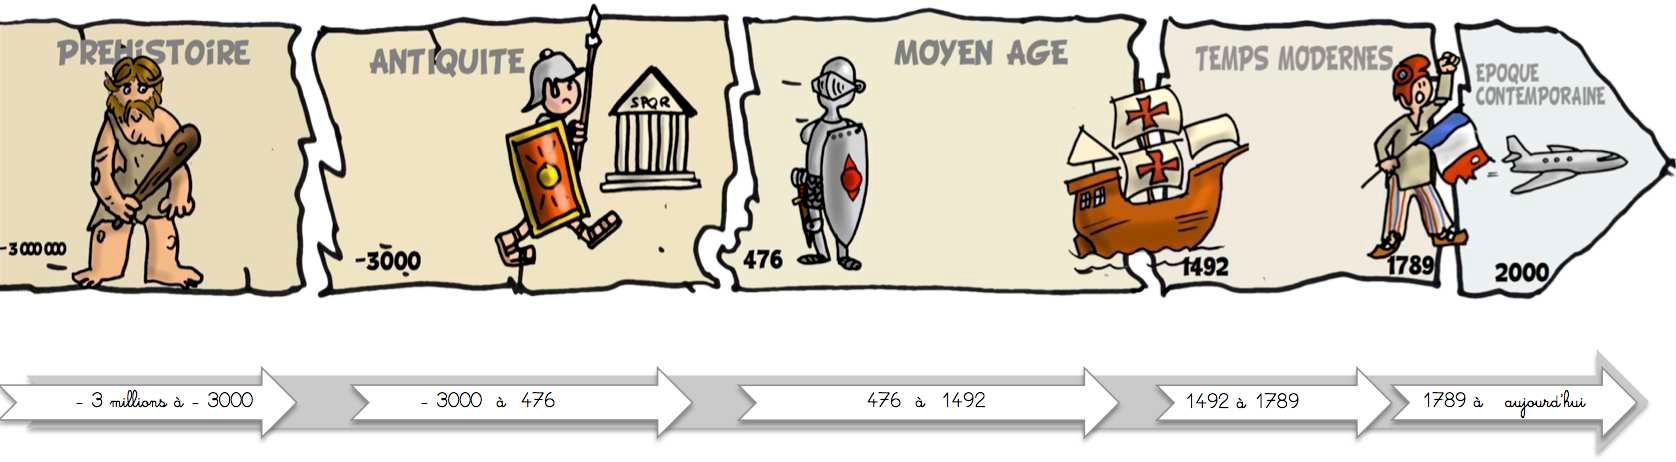 PREHISTOIRE
-3 000 000
ANTIQUITE
SPQR
-3000
MOYEN AGE
476
TEMPS MODERNES
1492
1789
EPOQUE
CONTEMPORAINE
2000
- 3 millions à - 3000
- 3000 à 476
476 à 1492
1492 à 1789
1789 à aujourd'hui